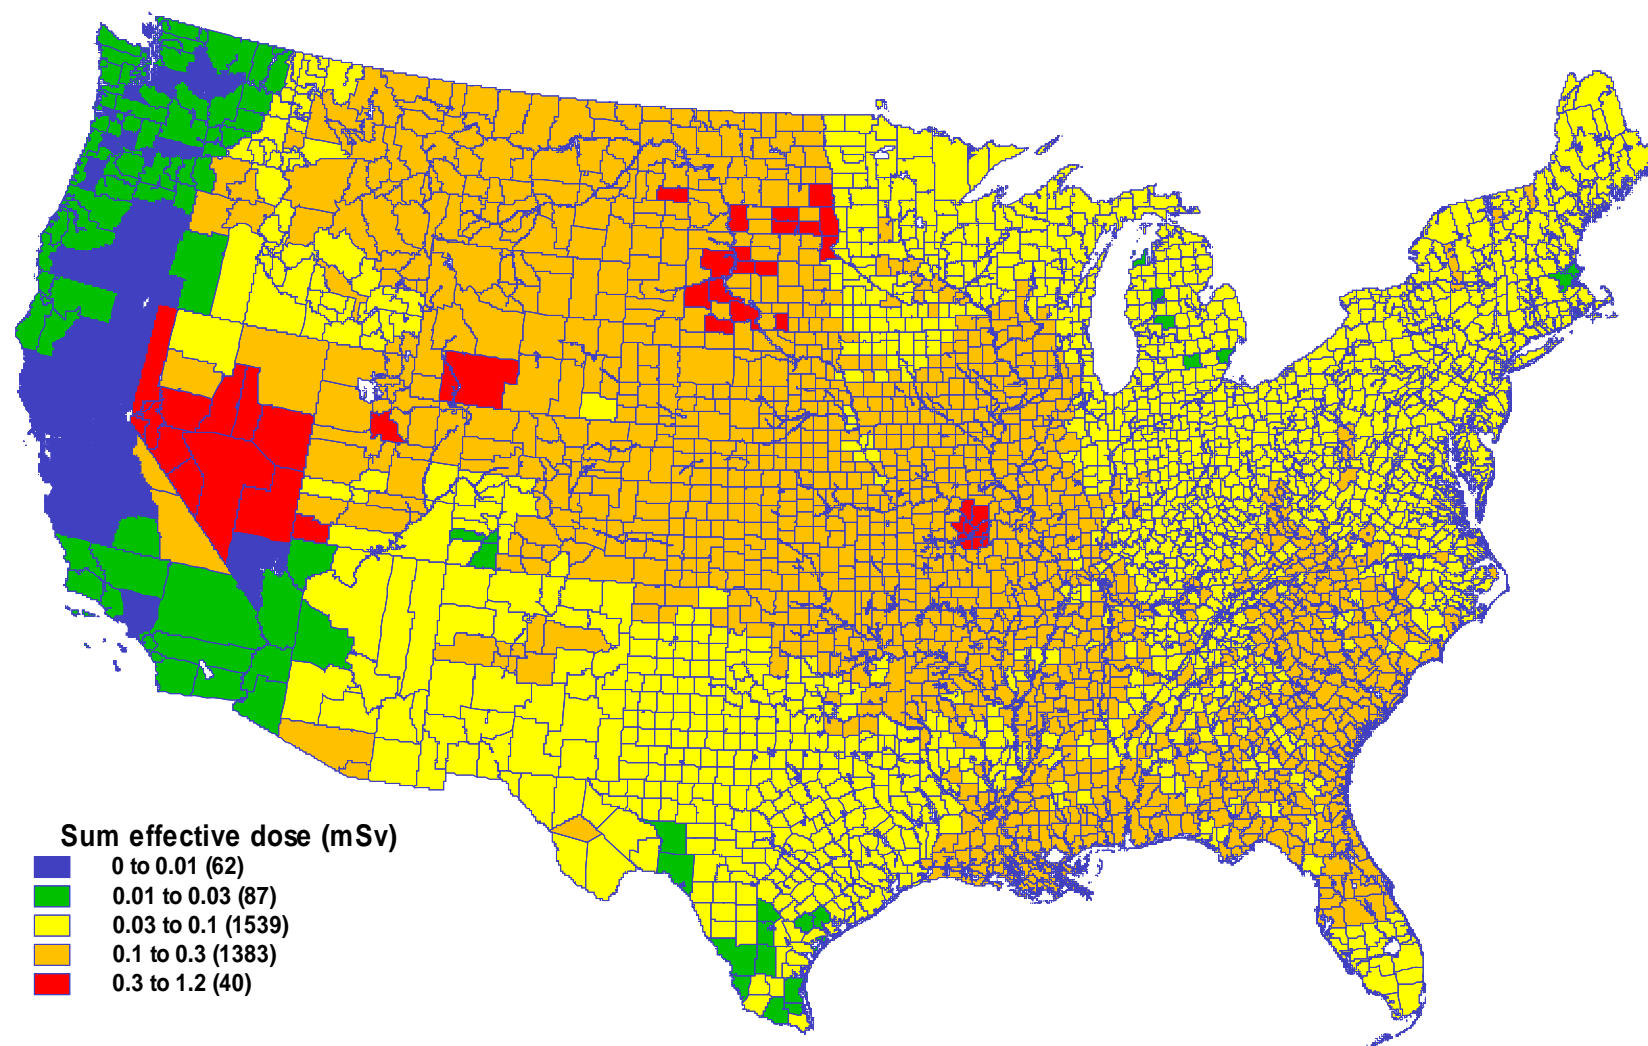 Sum effective dose (mSv)
0 to 0.01 (62)
0.01 to 0.03 (87)
0.03 to 0.1 (1539)
0.1 to 0.3 (1383)
0.3 to 1.2 (40)